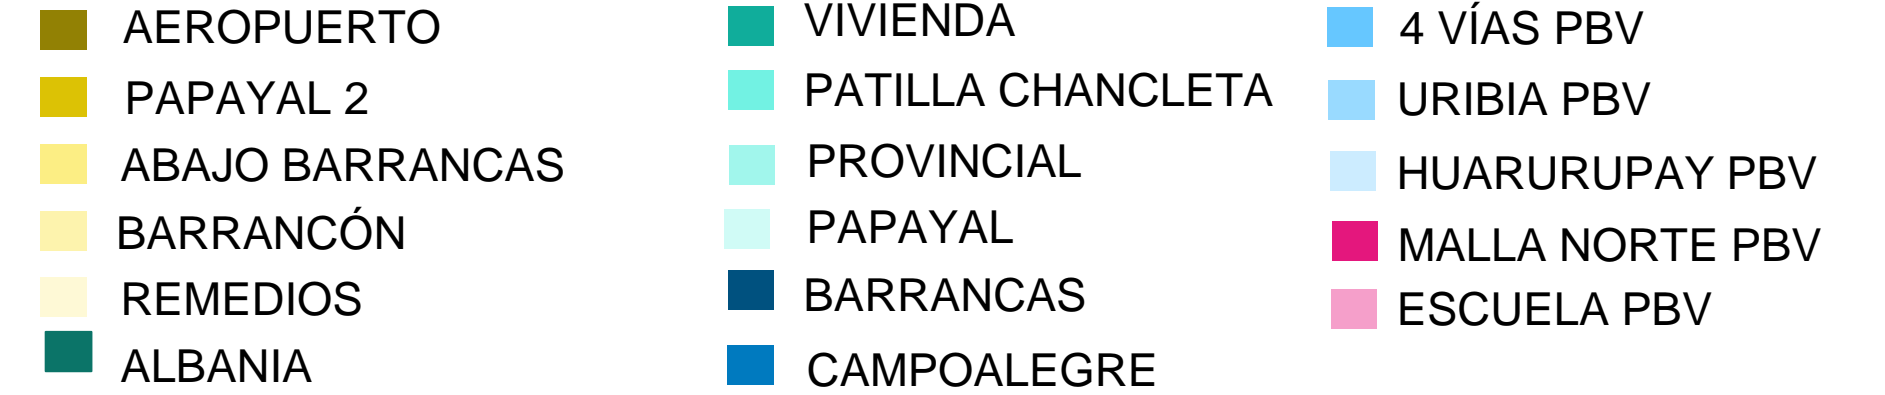 AEROPUERTO
PAPAYAL 2
ABAJO BARRANCAS
BARRANCÓN
REMEDIOS
ALBANIA
VIVIENDA
PATILLA CHANCLETA
PROVINCIAL
PAPAYAL
BARRANCAS
CAMPOALEGRE
4 VÍAS PBV
URIBIA PBV
HUARURUPAY PBV
MALLA NORTE PBV
ESCUELA PBV